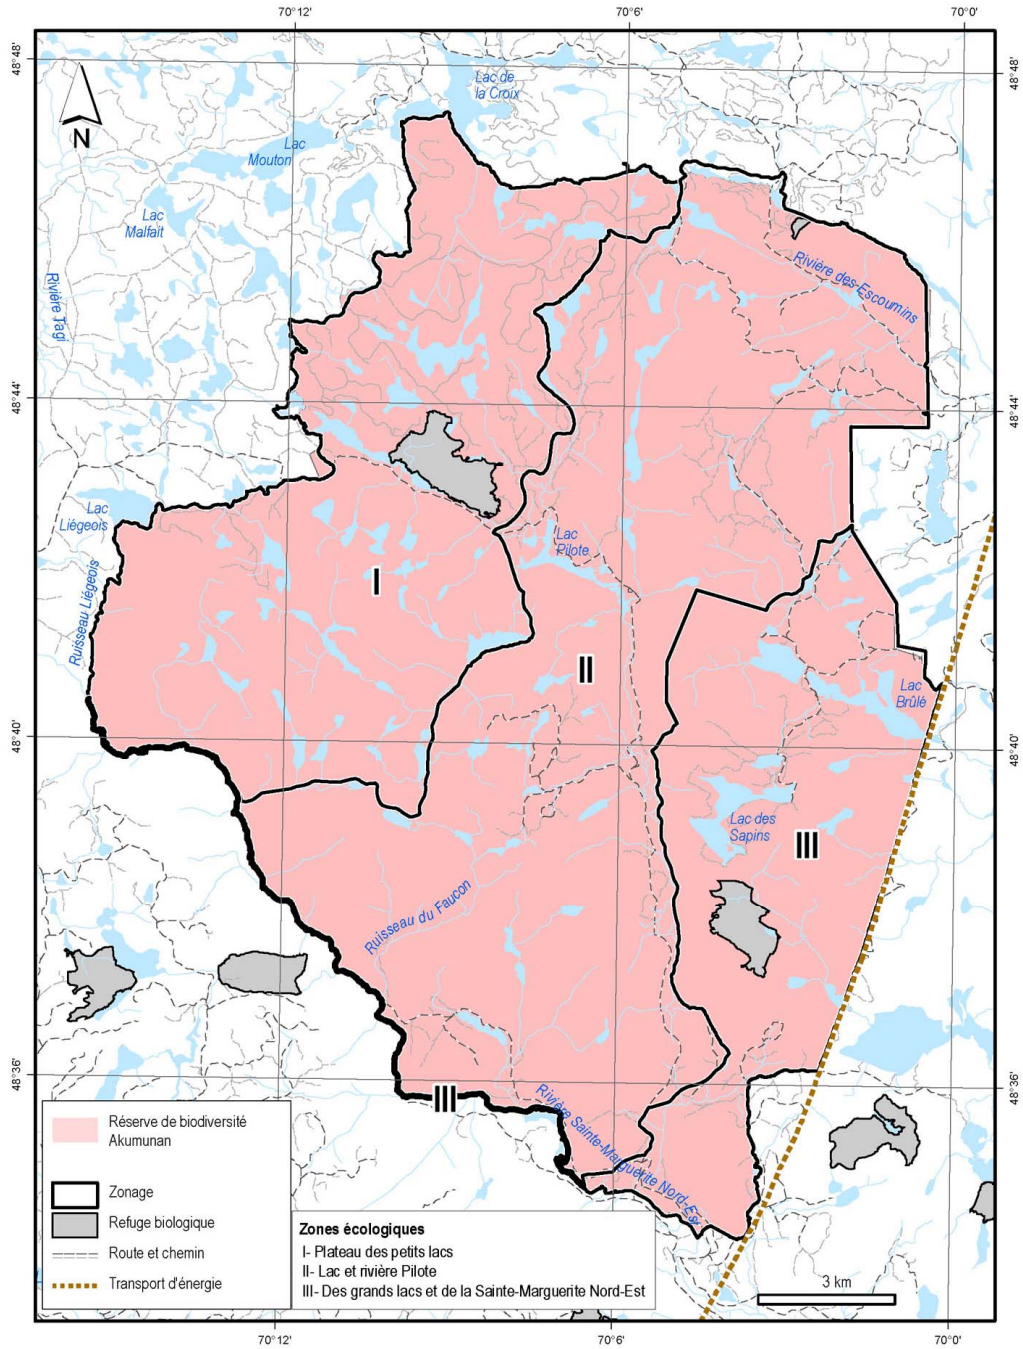 70°12'
70°6'
70°0'
48°48'
48°48'
Lac de
la Croix
N
Lac
Mouton
Lac
Malfait
Rivière des Escoumins
Rivière Tagi
48°44'
48°44'
Lac
Liégeois
Lac
Pilote
I
Ruisseau Liégeois
II
Lac
Brûlé
48°40'
48°40'
Lac des
Sapins
III
Ruisseau du Faucon
48°36'
48°36'
III
Rivière Sainte-Marguerite Nord-Est
Réserve de biodiversité
Akumunan
Zonage
Refuge biologique
Route et chemin
Transport d'énergie
Zones écologiques
I- Plateau des petits lacs
II- Lac et rivière Pilote
III- Des grands lacs et de la Sainte-Marguerite Nord-Est
3 km
70°12'
70°6'
70°0'